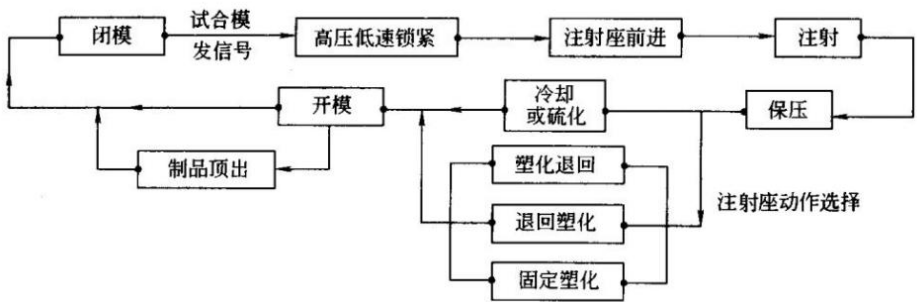 闭模
试合模
发信号
高压低速锁紧
注射座前进
注射
开模
冷却
或硫化
保压
制品顶出
塑化退回
退回塑化
固定塑化
注射座动作选择